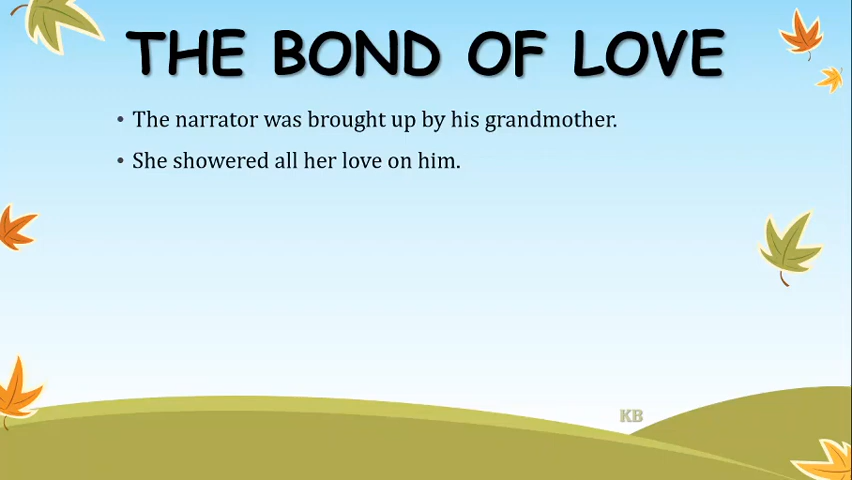 THE BOND OF LOVE
• The narrator was brought up by his grandmother.
• She showered all her love on him.
KB